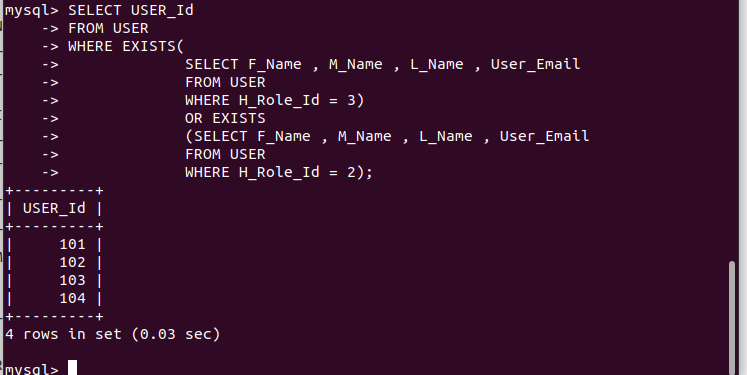 mysql> SELECT USER_Id
    -> FROM USER
    -> WHERE EXISTS(
    ->              SELECT F_Name , M_Name , L_Name , User_Email
    ->              FROM USER
    ->              WHERE H_Role_Id = 3)
    ->              OR EXISTS
    ->              (SELECT F_Name , M_Name , L_Name , User_Email
    ->              FROM USER
    ->              WHERE H_Role_Id = 2);
+---------+
| USER_Id |
+---------+
|     101 |
|     102 |
|     103 |
|     104 |
+---------+
4 rows in set (0.03 sec)

mysql>